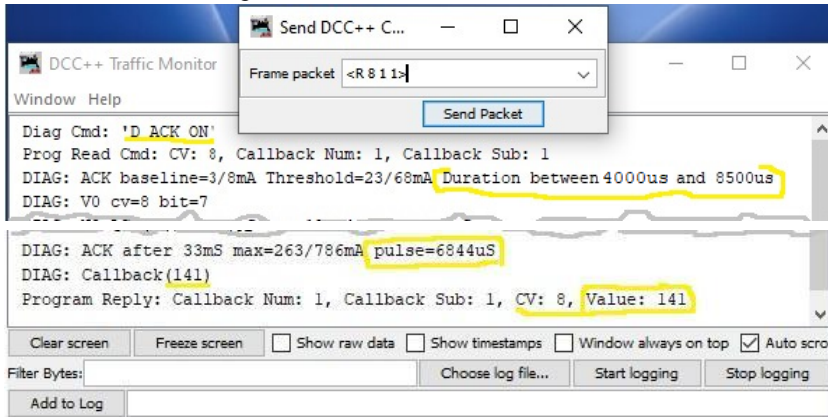 Send DCC++ C...
DCC++ Traffic Monitor
Frame packet <R 8 1 1>
Window Help
Send Packet
Diag Cmd: 'D ACK ON'
Prog Read Cmd: CV: 8, Callback Num: 1, Callback Sub: 1
DIAG: ACK baseline=3/8mA Threshold=23/68mA Duration between 4000us and 8500us
DIAG: V0 cv=8 bit=7
DIAG: ACK after 33mS max=263/786mA pulse=6844uS
DIAG: Callback(141)
Program Reply: Callback Num: 1, Callback Sub: 1, CV: 8, Value: 141
Clear screen Freeze screen Show raw data Show timestamps Window always on top Auto scro
Filter Bytes: Choose log file... Start logging Stop logging
Add to Log